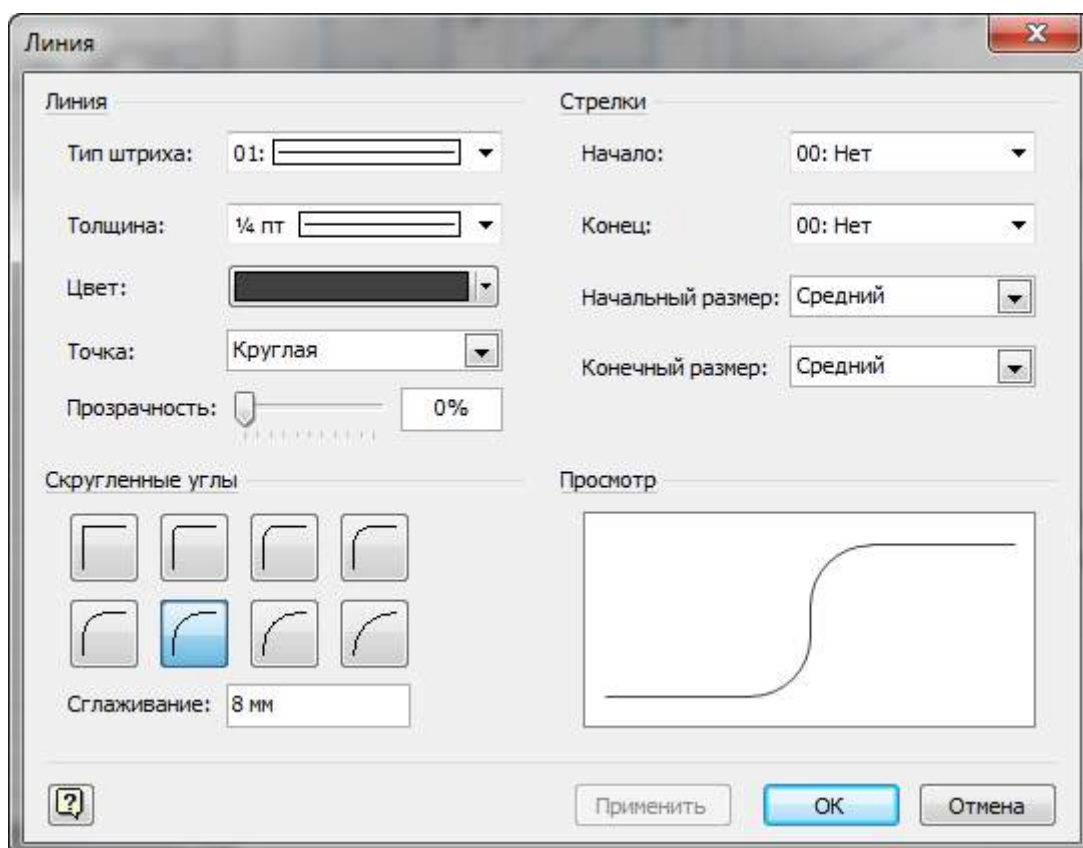 Линия
Линия
Тип штриха: 01:
Толщина: ¼ пт
Цвет:
Точка: Круглая
Прозрачность: 0%
Стрелки
Начало: 00: Нет
Конец: 00: Нет
Начальный размер: Средний
Конечный размер: Средний
Скругленные углы
Сглаживание: 8 мм
Просмотр
Применить
ОК
Отмена